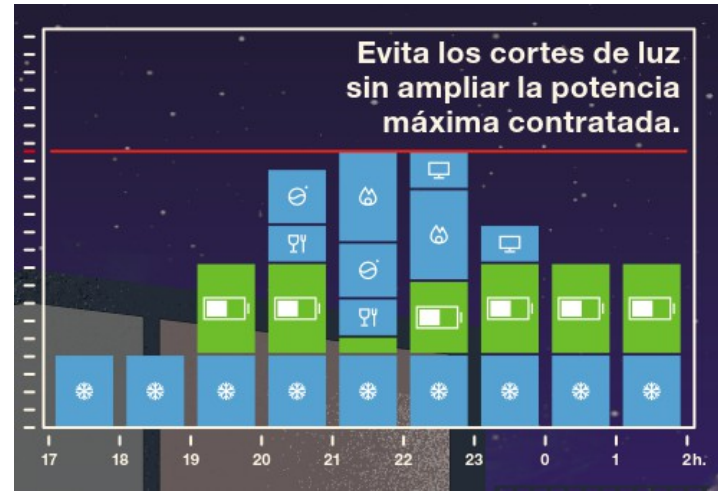 Evita los cortes de luz
sin ampliar la potencia
máxima contratada.
17 18 19 20 21 22 23 0 1 2h.